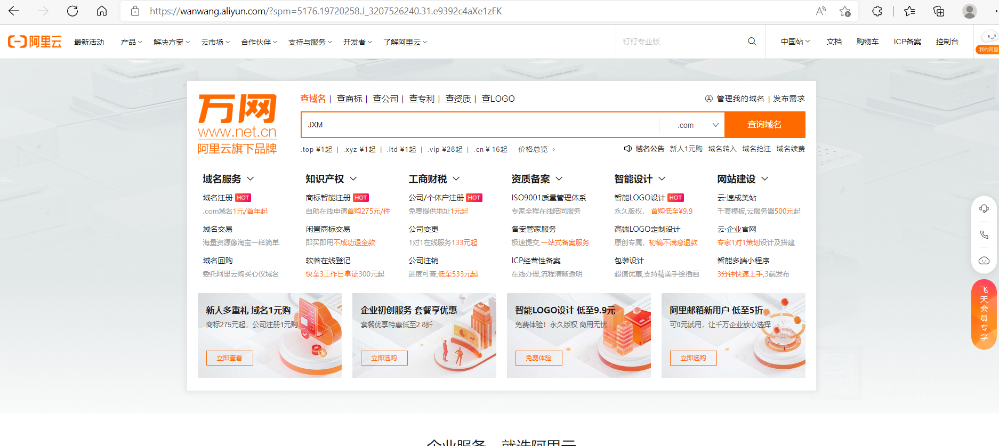 https://wanwang.aliyun.com/?spm=5176.19720258.J_3207526240.31.e9392c4aXe1zFK
阿里云 最新活动 产品 解决方案 云市场 合作伙伴 支持与服务 开发者 了解阿里云 钉钉专业版 中国站 文档 购物车 ICP备案 控制台
我的阿里
万网
www.net.cn
阿里云旗下品牌
查域名 | 查商标 | 查公司 | 查专利 | 查资质 | 查LOGO 管理我的域名 | 发布需求
JXM .com 查询域名
.top ¥1起 | .xyz ¥1起 | .ltd ¥1起 | .vip ¥28起 | .cn ¥ 16起 价格总览 域名公告 新人1元购 域名转入 域名抢注 域名续费
域名服务 知识产权 工商财税 资质备案 智能设计 网站建设
域名注册 HOT 商标智能注册 HOT 公司/个体户注册 HOT ISO9001质量管理体系 智能LOGO设计 HOT 云·速成美站
.com域名1元/首年起 自助在线申请首购275元/件 免费提供地址1元起 专家全程在线陪同服务 永久版权， 首购低至¥9.9 千套模板,云服务器500元起
域名交易 闲置商标交易 公司变更 备案管家服务 高端LOGO定制设计 云·企业官网
海量资源像淘宝一样简单 即买即用不成功退全款 1对1在线服务133元起 极速提交,一站式备案服务 原创专属，初稿不满意退款 专家1对1策划设计及搭建
域名回购 软著在线登记 公司注销 ICP经营性备案 包装设计 智能多端小程序
委托阿里云购买心仪域名 快至3工作日拿证300元起 进度可查,低至533元起 在线办理,流程清晰透明 超值优惠,支持精美手绘插画 3分钟快速上手,3端发布
新人多重礼 域名1元购 企业初创服务 套餐享优惠 智能LOGO设计 低至9.9元 阿里邮箱新用户 低至5折
商标275元起，公司注册1元购 套餐优享特惠低至2.8折 免费体验！永久版权 商用无忧 可0元试用，让千万企业放心选择
立即查看 立即选购 免费体验 立即选购
飞天会员专享
企业服务，就选阿里云